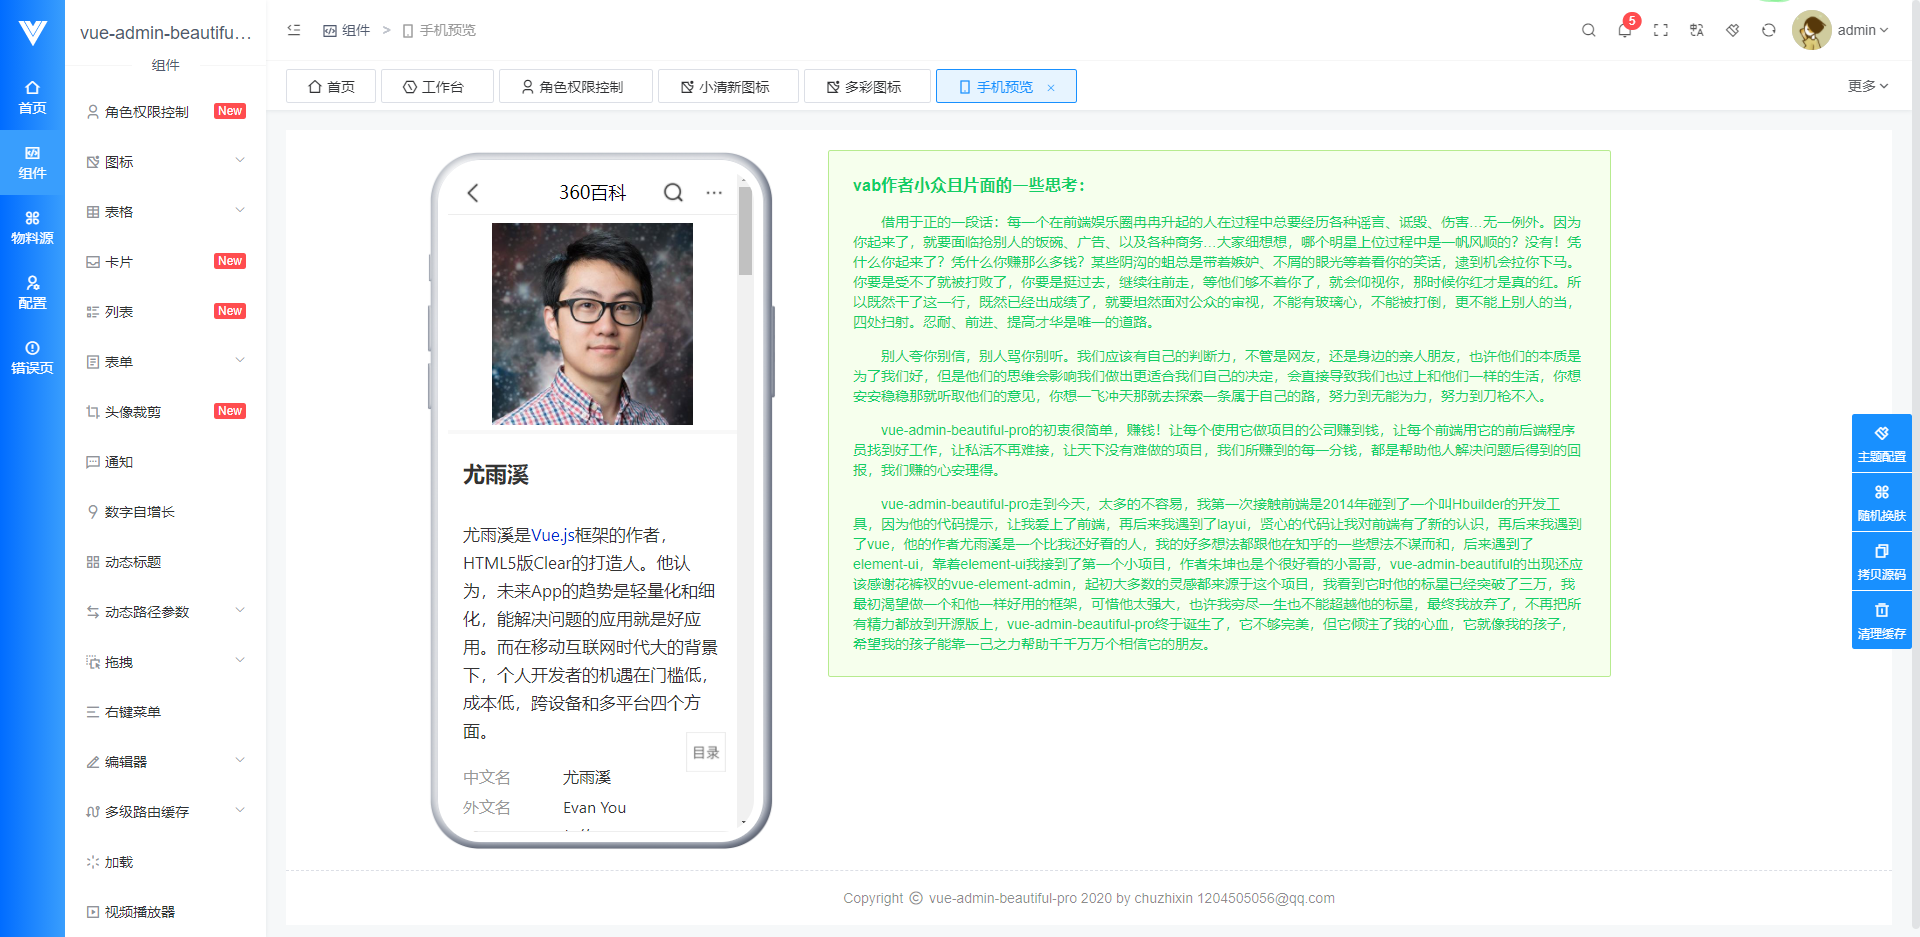 vue-admin-beautifu...
组件
首页
组件
物料源
配置
错误页
角色权限控制 New
图标
表格
卡片 New
列表 New
表单
头像裁剪 New
通知
数字自增长
动态标题
动态路径参数
拖拽
右键菜单
编辑器
多级路由缓存
加载
视频播放器
组件 > 手机预览
5
admin
首页 工作台 角色权限控制 小清新图标 多彩图标 手机预览 ×
更多
360百科
尤雨溪
尤雨溪是Vue.js框架的作者，
HTML5版Clear的打造人。他认
为，未来App的趋势是轻量化和细
化，能解决问题的应用就是好应
用。而在移动互联网时代大的背景
下，个人开发者的机遇在门槛低，
成本低，跨设备和多平台四个方
面。
目录
中文名 尤雨溪
外文名 Evan You
vab作者小众且片面的一些思考：
借用于正的一段话：每一个在前端娱乐圈冉冉升起的人在过程中总要经历各种谣言、诋毁、伤害...无一例外。因为
你起来了，就要面临抢别人的饭碗、广告、以及各种商务...大家细想想，哪个明星上位过程中是一帆风顺的？没有！凭
什么你起来了？凭什么你赚那么多钱？某些阴沟的蛆总是带着嫉妒、不屑的眼光等着看你的笑话，逮到机会拉你下马。
你要是受不了就被打败了，你要是挺过去，继续往前走，等他们够不着你了，就会仰视你，那时候你红才是真的红。所
以既然干了这一行，既然已经出成绩了，就要坦然面对公众的审视，不能有玻璃心，不能被打倒，更不能上别人的当，
四处扫射。忍耐、前进、提高才华是唯一的道路。
别人夸你别信，别人骂你别听。我们应该有自己的判断力，不管是网友，还是身边的亲人朋友，也许他们的本质是
为了我们好，但是他们的思维会影响我们做出更适合我们自己的决定，会直接导致我们也过上和他们一样的生活，你想
安安稳稳那就听取他们的意见，你想一飞冲天那就去探索一条属于自己的路，努力到无能为力，努力到刀枪不入。
vue-admin-beautiful-pro的初衷很简单，赚钱！让每个使用它做项目的公司赚到钱，让每个前端用它的前后端程序
员找到好工作，让私活不再难接，让天下没有难做的项目，我们所赚到的每一分钱，都是帮助他人解决问题后得到的回
报，我们赚的心安理得。
vue-admin-beautiful-pro走到今天，太多的不容易，我第一次接触前端是2014年碰到了一个叫Hbuilder的开发工
具，因为他的代码提示，让我爱上了前端，再后来我遇到了layui，贤心的代码让我对前端有了新的认识，再后来我遇到
了vue，他的作者尤雨溪是一个比我还好看的人，我的好多想法都跟他在知乎的一些想法不谋而和，后来遇到了
element-ui，靠着element-ui我接到了第一个小项目，作者朱坤也是个很好看的小哥哥，vue-admin-beautiful的出现还应
该感谢花裤衩的vue-element-admin，起初大多数的灵感都来源于这个项目，我看到它时他的标星已经突破了三万，我
最初渴望做一个和他一样好用的框架，可惜他太强大，也许我穷尽一生也不能超越他的标星，最终我放弃了，不再把所
有精力都放到开源版上，vue-admin-beautiful-pro终于诞生了，它不够完美，但它倾注了我的心血，它就像我的孩子，
希望我的孩子能靠一己之力帮助千千万万个相信它的朋友。
主题配置
随机换肤
拷贝源码
清理缓存
Copyright © vue-admin-beautiful-pro 2020 by chuzhixin 1204505056@qq.com